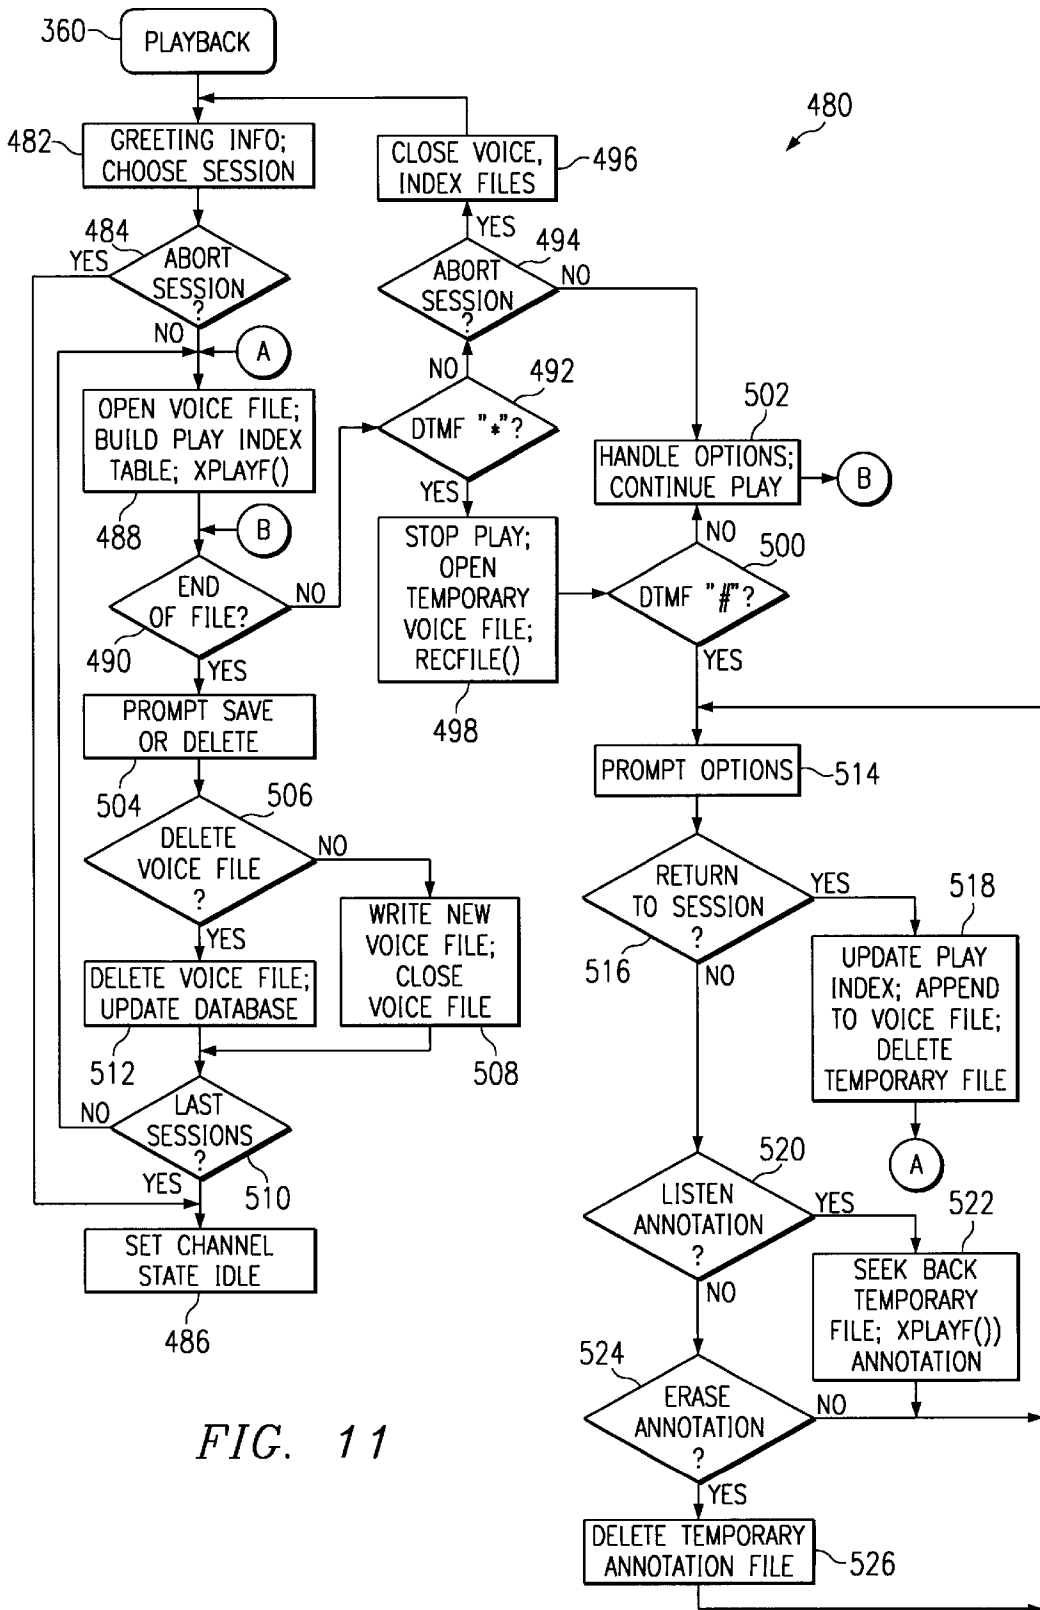 360
PLAYBACK
480
482
GREETING INFO;
CHOOSE SESSION
CLOSE VOICE,
INDEX FILES
496
484
YES
ABORT
SESSION
?
NO
YES
494
ABORT
SESSION
?
NO
A
NO
492
DTMF "*"?
YES
OPEN VOICE FILE;
BUILD PLAY INDEX
TABLE; XPLAYF()
488
502
HANDLE OPTIONS;
CONTINUE PLAY
B
B
STOP PLAY;
OPEN
TEMPORARY
VOICE FILE;
RECFILE()
498
NO
500
DTMF "#"?
YES
END
OF FILE?
NO
490
YES
PROMPT SAVE
OR DELETE
504
PROMPT OPTIONS
514
506
DELETE
VOICE FILE
?
NO
YES
WRITE NEW
VOICE FILE;
CLOSE
VOICE FILE
508
DELETE VOICE FILE;
UPDATE DATABASE
512
RETURN
TO SESSION
?
YES
516
NO
518
UPDATE PLAY
INDEX; APPEND
TO VOICE FILE;
DELETE
TEMPORARY FILE
A
NO
LAST
SESSIONS
?
YES
510
SET CHANNEL
STATE IDLE
486
520
LISTEN
ANNOTATION
?
YES
NO
522
SEEK BACK
TEMPORARY
FILE; XPLAYF())
ANNOTATION
524
ERASE
ANNOTATION
?
NO
YES
DELETE TEMPORARY
ANNOTATION FILE
526
FIG. 11